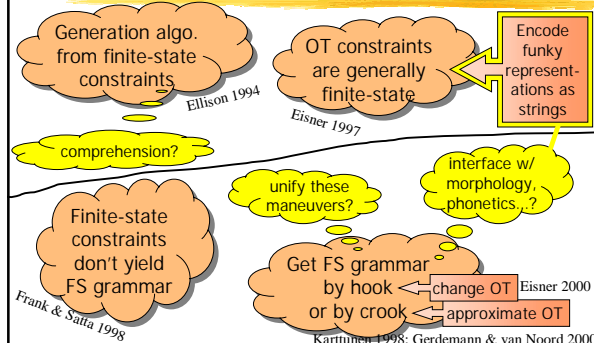 Generation algo.
from finite-state
constraints
Ellison 1994
OT constraints
are generally
finite-state
Eisner 1997
Encode
funky
represent-
ations as
strings
comprehension?
unify these
maneuvers?
interface w/
morphology,
phonetics...?
Finite-state
constraints
don't yield
FS grammar
Frank & Satta 1998
Get FS grammar
by hook
or by crook
change OT
Eisner 2000
approximate OT
Karttunen 1998; Gerdemann & van Noord 2000